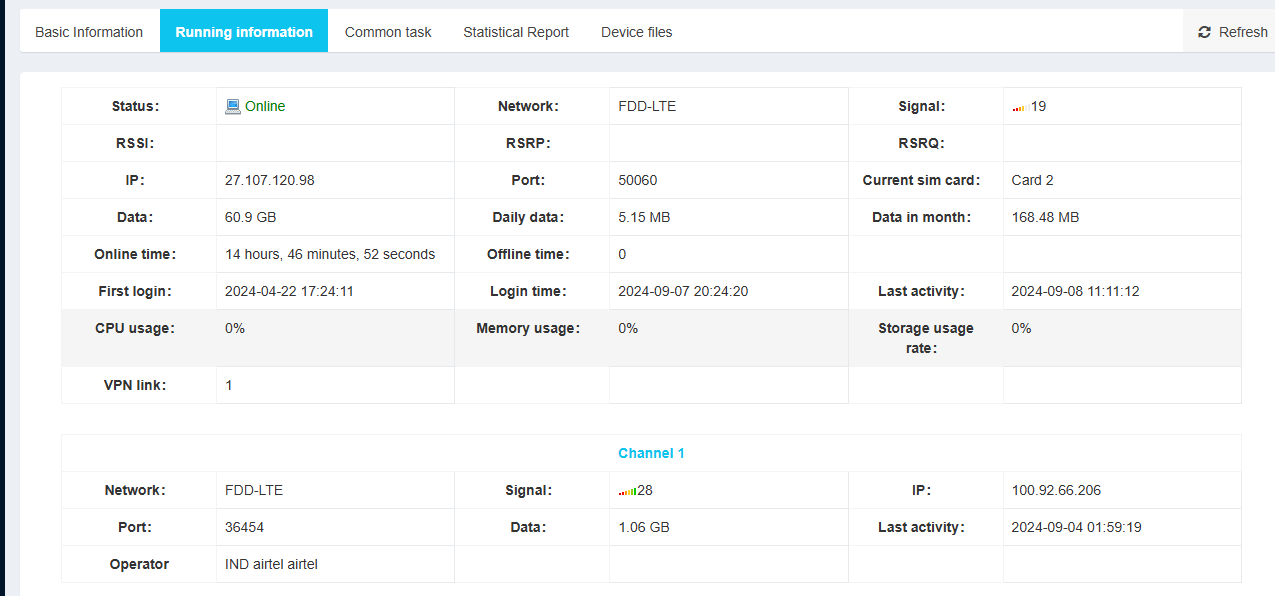 Basic Information Running information Common task Statistical Report Device files Refresh
Status: Online Network: FDD-LTE Signal: 19
RSSI: RSRP: RSRQ:
IP: 27.107.120.98 Port: 50060 Current sim card: Card 2
Data: 60.9 GB Daily data: 5.15 MB Data in month: 168.48 MB
Online time: 14 hours, 46 minutes, 52 seconds Offline time: 0
First login: 2024-04-22 17:24:11 Login time: 2024-09-07 20:24:20 Last activity: 2024-09-08 11:11:12
CPU usage: 0% Memory usage: 0% Storage usage 0%
rate:
VPN link: 1
Channel 1
Network: FDD-LTE Signal: 28 IP: 100.92.66.206
Port: 36454 Data: 1.06 GB Last activity: 2024-09-04 01:59:19
Operator IND airtel airtel